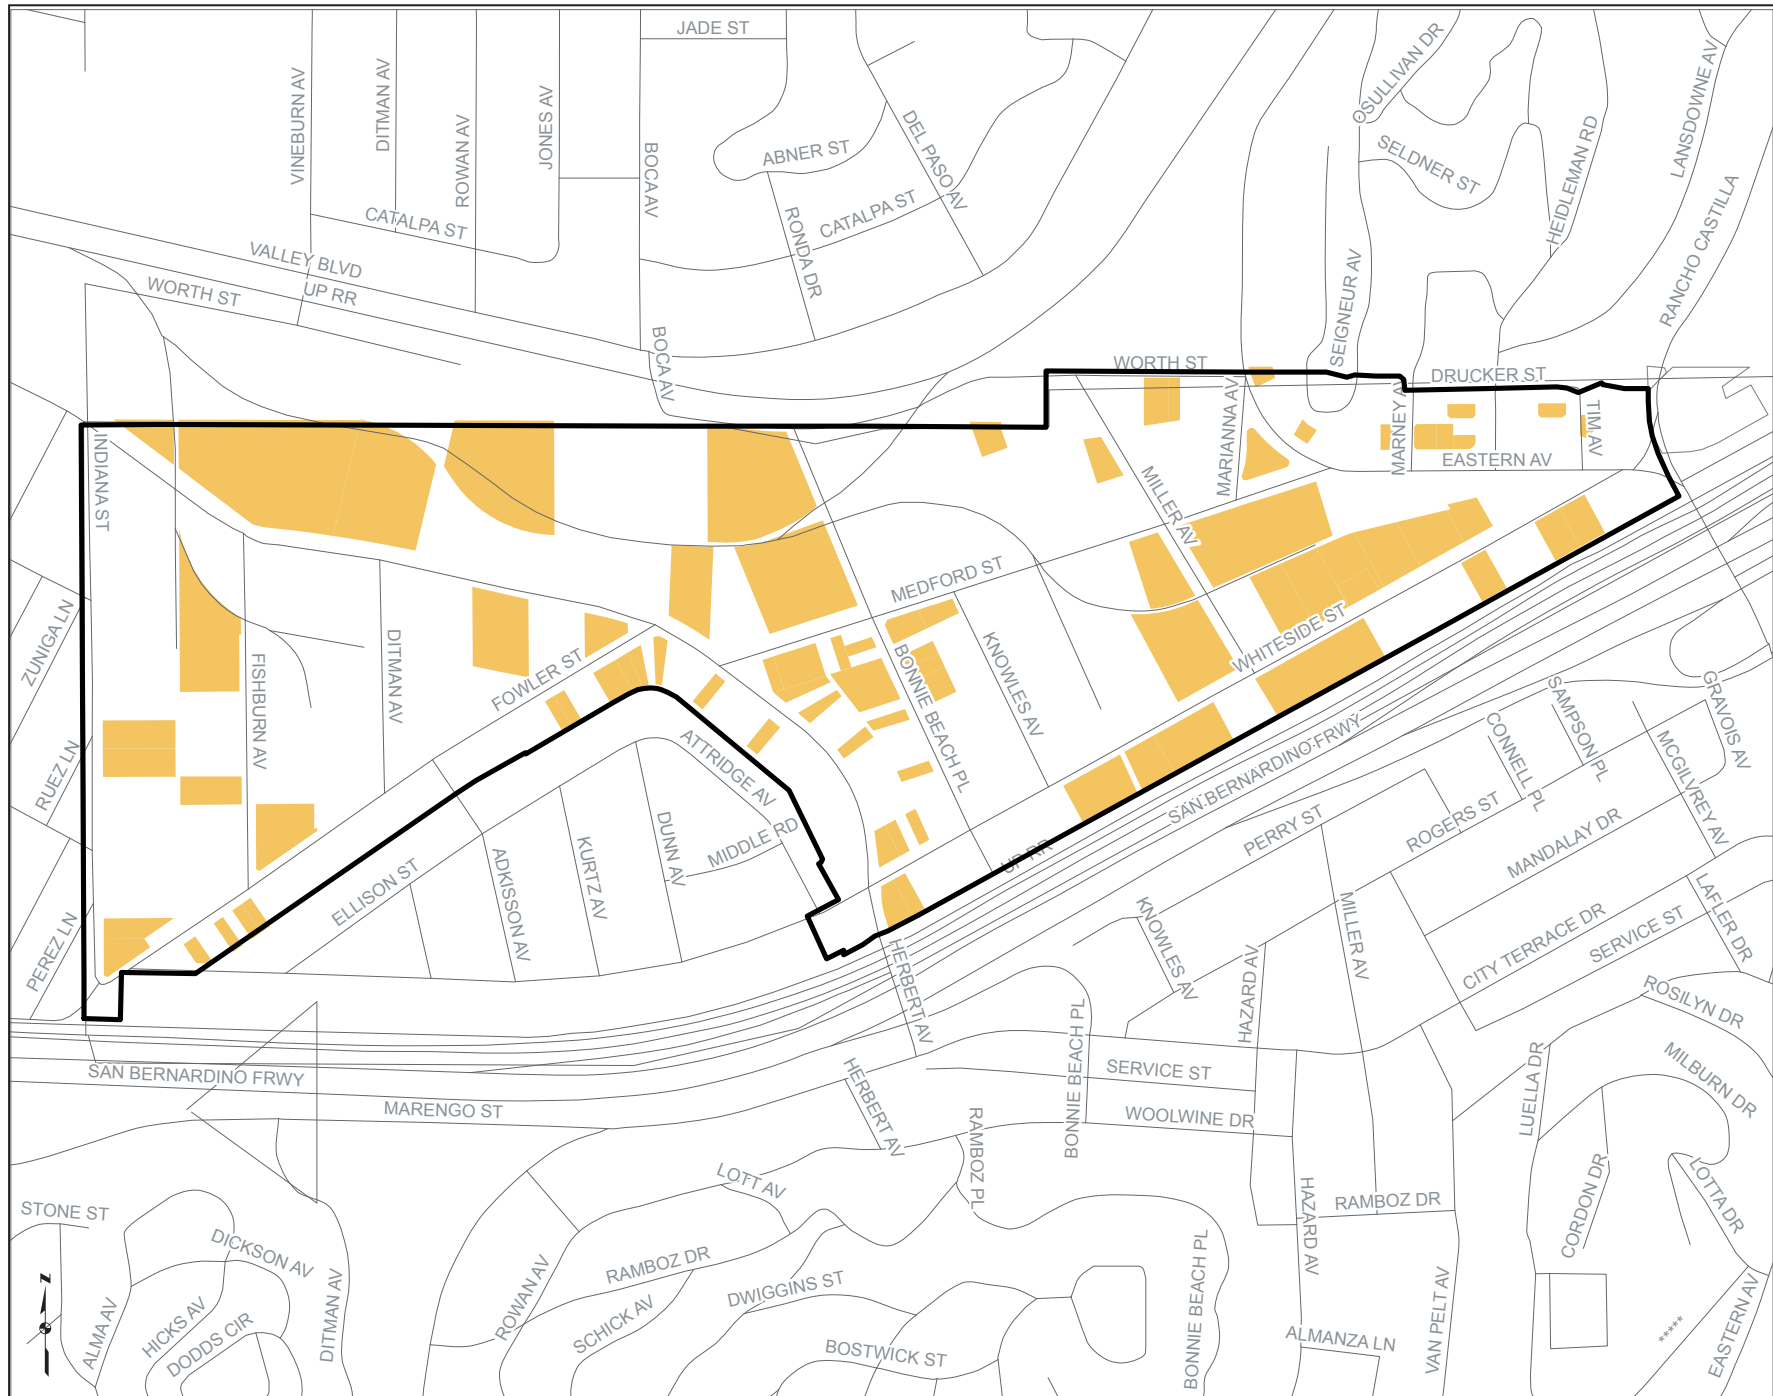 JADE ST
OSULLIVAN DR
LANSDOWNE AV
VINEBURN AV
DITMAN AV
ROWAN AV
JONES AV
BOCA AV
ABNER ST
DEL PASO AV
SELDNER ST
HEIDLEMAN RD
CATALPA ST
CATALPA ST
RONDA DR
RANCHO CASTILLA
VALLEY BLVD
UP RR
WORTH ST
SEIGNEUR AV
BOCA AV
WORTH ST
DRUCKER ST
MARIANNA AV
MARNEY AV
TIM AV
INDIANA ST
EASTERN AV
MILLER AV
MEDFORD ST
ZUNIGA LN
FISHBURN AV
DITMAN AV
FOWLER ST
BONNIE BEACH PL
KNOWLES AV
WHITESIDE ST
GRAVOIS AV
SAMPSON PL
CONNELL PL
MCGILVREY AV
RUEZ LN
ATTRIDGE AV
SAN BERNARDINO FRWY
PERRY ST
ROGERS ST
MANDALAY DR
DUNN AV
MIDDLE RD
KURTZ AV
ADKISSON AV
ELLISON ST
UP RR
PEREZ LN
HERBERT AV
KNOWLES AV
HAZARD AV
MILLER AV
CITY TERRACE DR
SERVICE ST
LAFLER DR
ROSILYN DR
MILBURN DR
LUELLA DR
SAN BERNARDINO FRWY
MARENGO ST
HERBERT AV
BONNIE BEACH PL
SERVICE ST
WOOLWINE DR
RAMBOZ PL
LOTT AV
HAZARD AV
RAMBOZ DR
CORDON DR
LOTTA DR
STONE ST
DICKSON AV
RAMBOZ DR
ROWAN AV
SCHICK AV
DWIGGINS ST
BOSTWICK ST
BONNIE BEACH PL
VAN PELT AV
ALMANZA LN
EASTERN AV
*****
Z
ALMA AV
HICKS AV
DODDS CIR
DITMAN AV